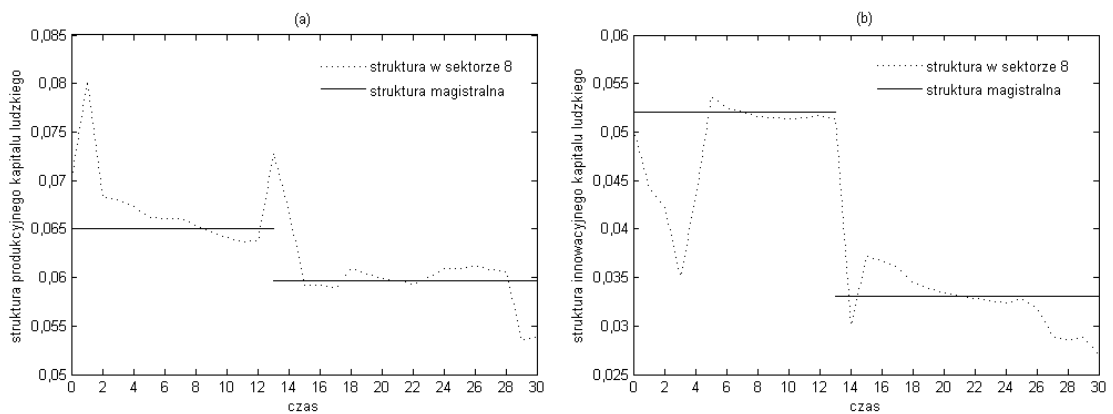 (a)
struktura produkcyjnego kapitału ludzkiego
0,085
0,08
0,075
0,07
0,065
0,06
0,055
0,05
struktura w sektorze 8
struktura magistralna
0 2 4 6 8 10 12 13 14 16 18 20 22 24 26 28 30
czas
(b)
struktura innowacyjnego kapitału ludzkiego
0,06
0,055
0,05
0,045
0,04
0,035
0,03
0,025
struktura w sektorze 8
struktura magistralna
0 2 4 6 8 10 12 13 14 16 18 20 22 24 26 28 30
czas